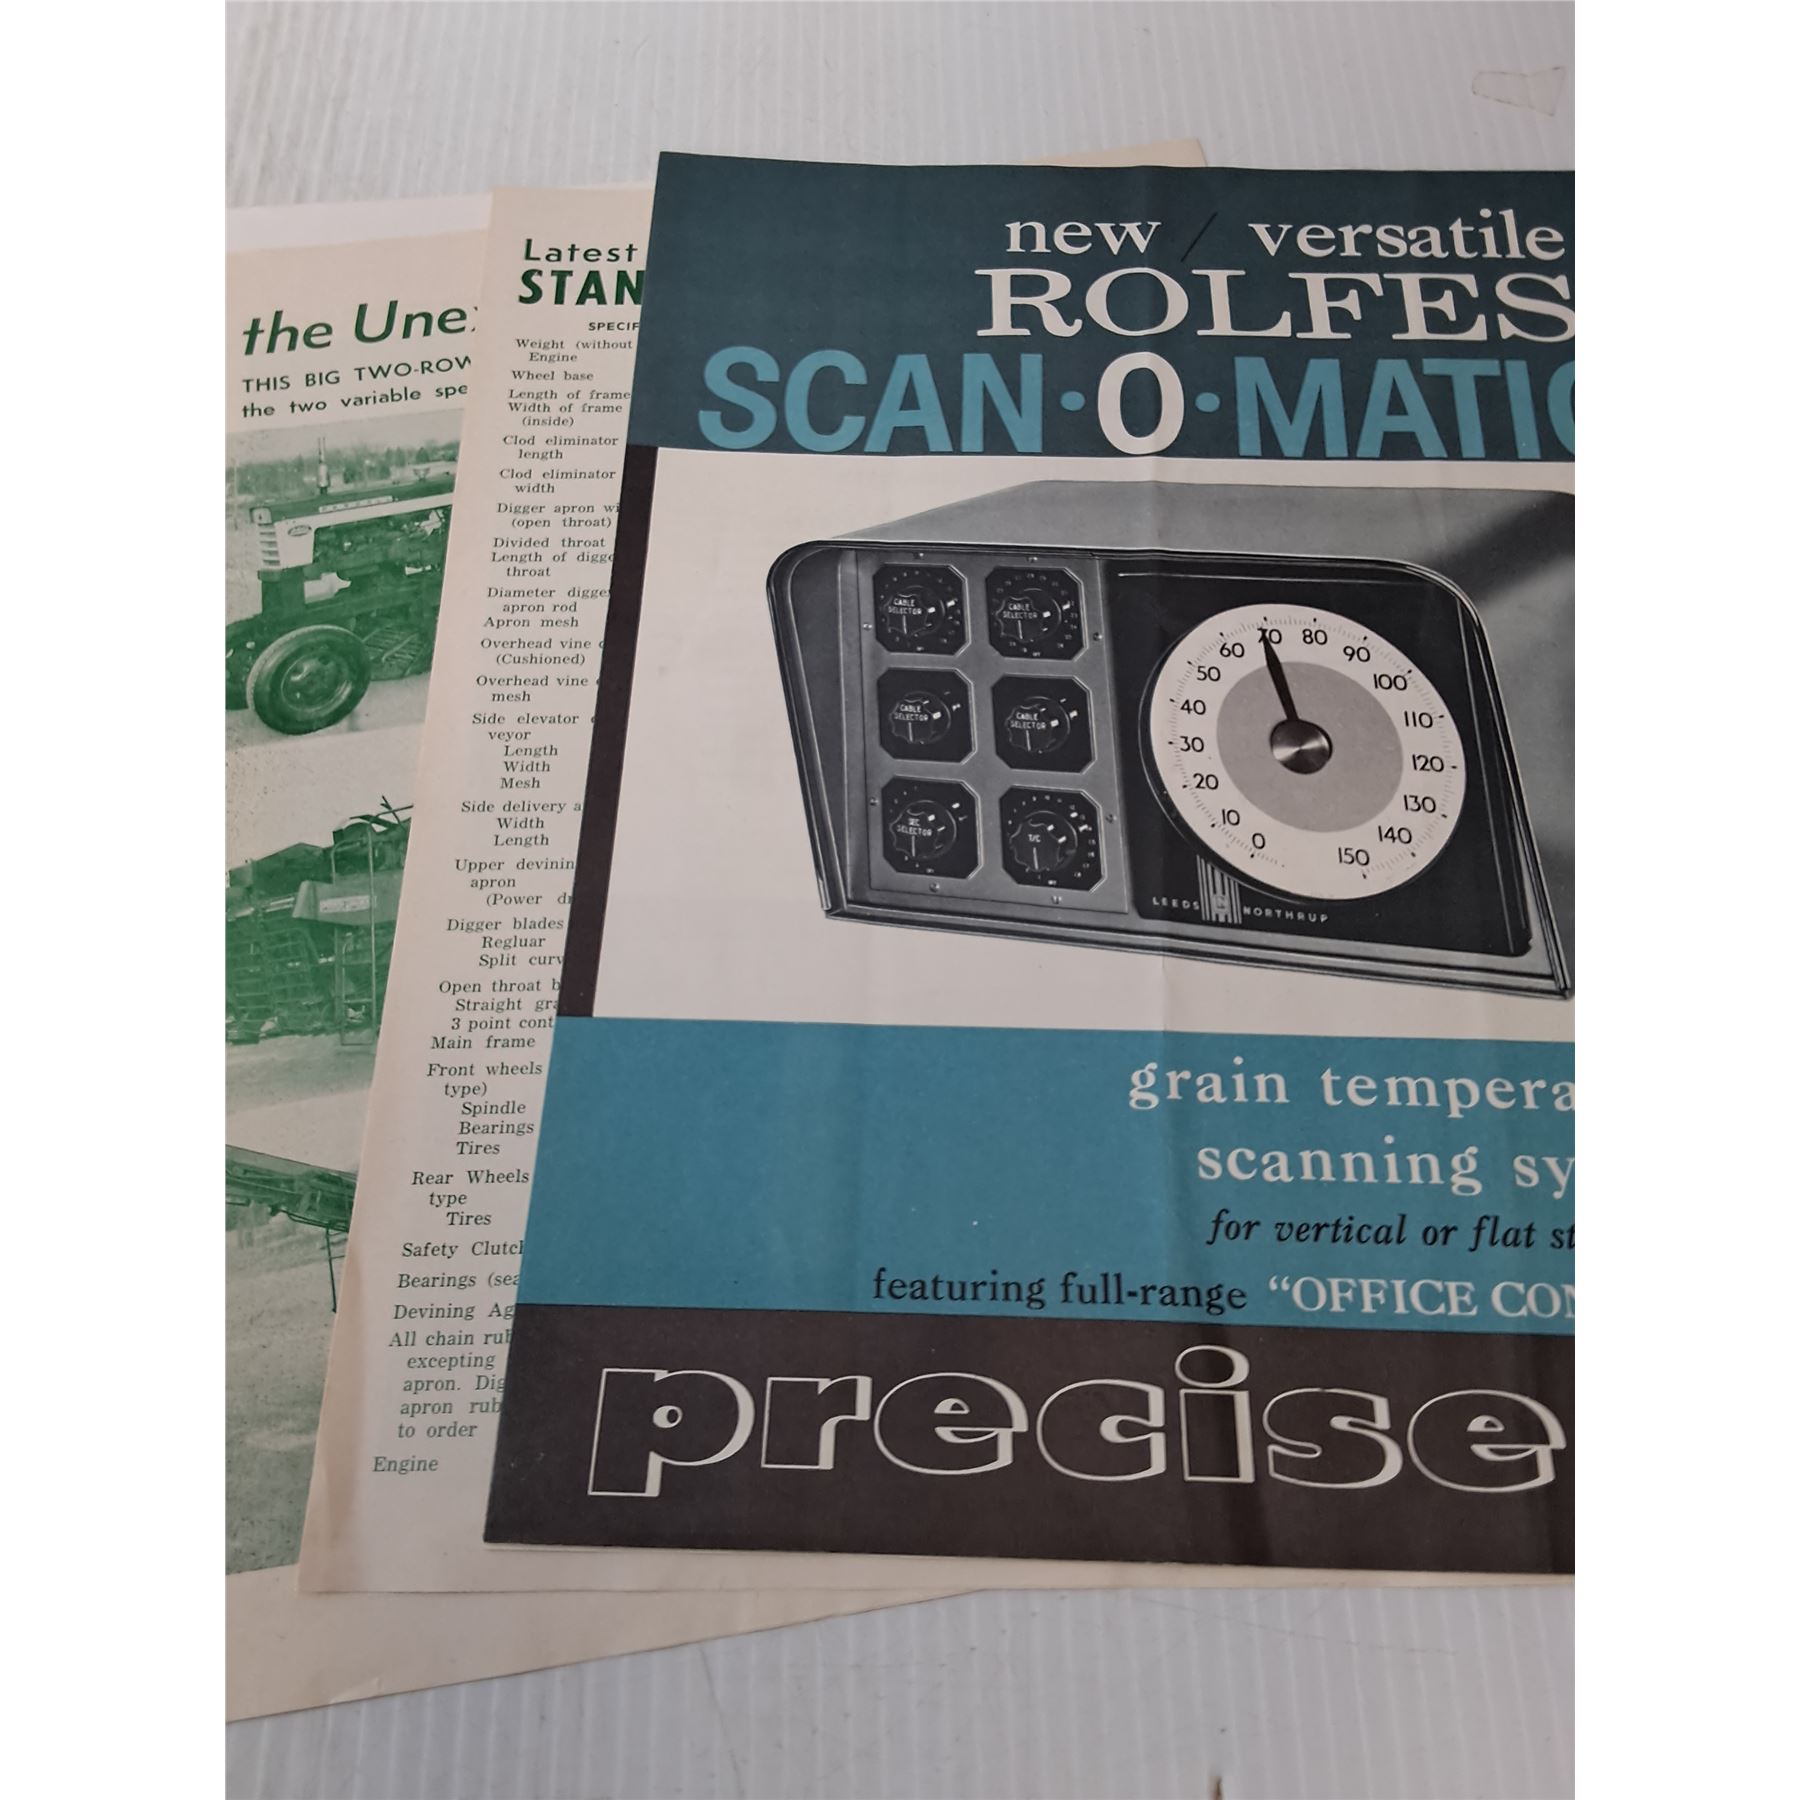 the Une
THIS BIG TWO-ROW
the two variable spe
Latest
STAN
SPECIF
Weight (without
Engine
Wheel base
Length of frame
Width of frame
(inside)
Clod eliminator
length
Clod eliminator
width
Digger apron wi
(open throat)
Divided throat
Length of digge
throat
Diameter digge
apron rod
Apron mesh
Overhead vine
(Cushioned)
Overhead vine
mesh
Side elevator
veyor
Length
Width
Mesh
Side delivery a
Width
Length
Upper devinin
apron
(Power d
Digger blades
Regluar
Split curv
Open throat b
Straight gra
3 point cont
Main frame
Front wheels
type)
Spindle
Bearings
Tires
Rear Wheels
type
Tires
Safety Clutch
Bearings (sea
Devining Ag
All chain rub
excepting
apron. Dig
apron rub
to order
Engine
new / versatile
ROLFES
SCAN·O·MATIC
CABLE SELECTOR
CABLE SELECTOR
CABLE SELECTOR
CABLE SELECTOR
SEC SELECTOR
T/C
0 10 20 30 40 50 60 70 80 90 100 110 120 130 140 150
LEEDS NORTHRUP
grain tempera
scanning sy
for vertical or flat st
featuring full-range "OFFICE CON
precise